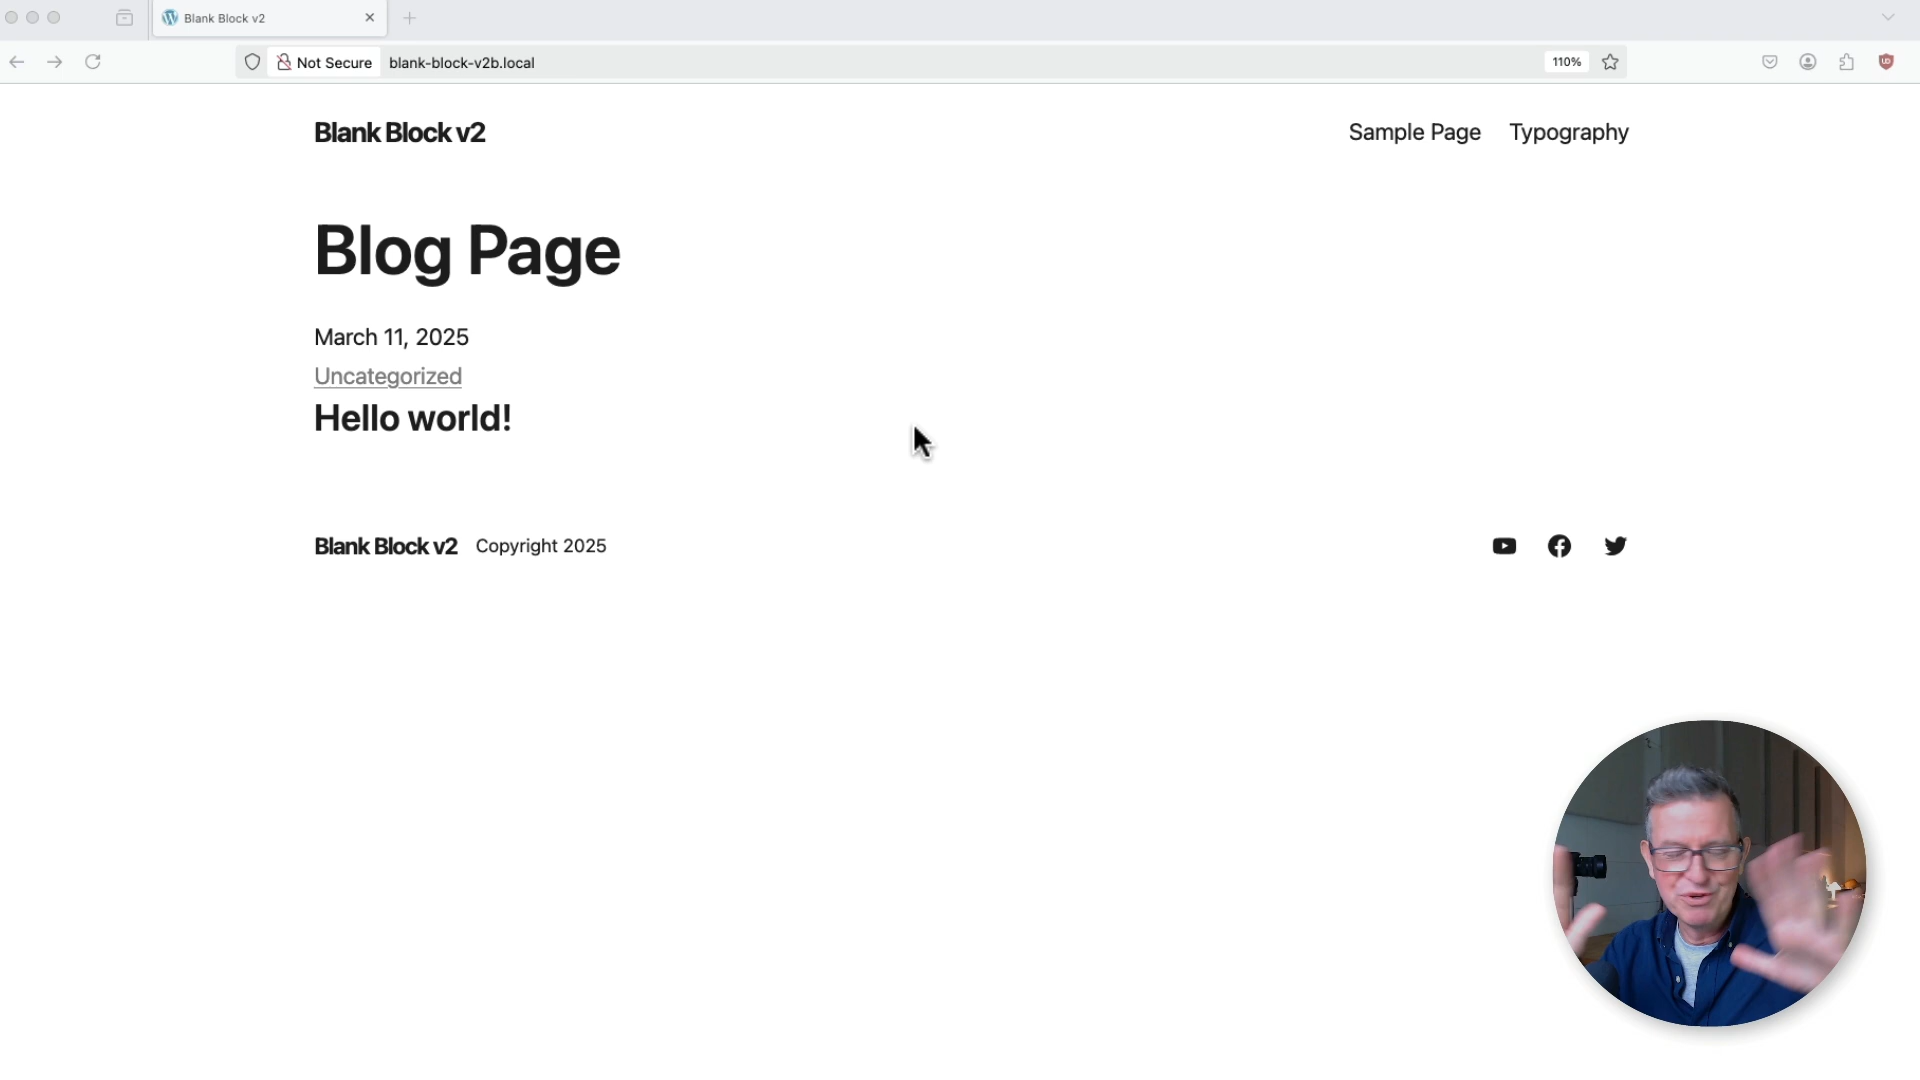 Blank Block v2
Not Secure blank-block-v2b.local 110%
Blank Block v2 Sample Page Typography
Blog Page
March 11, 2025
Uncategorized
Hello world!
Blank Block v2 Copyright 2025